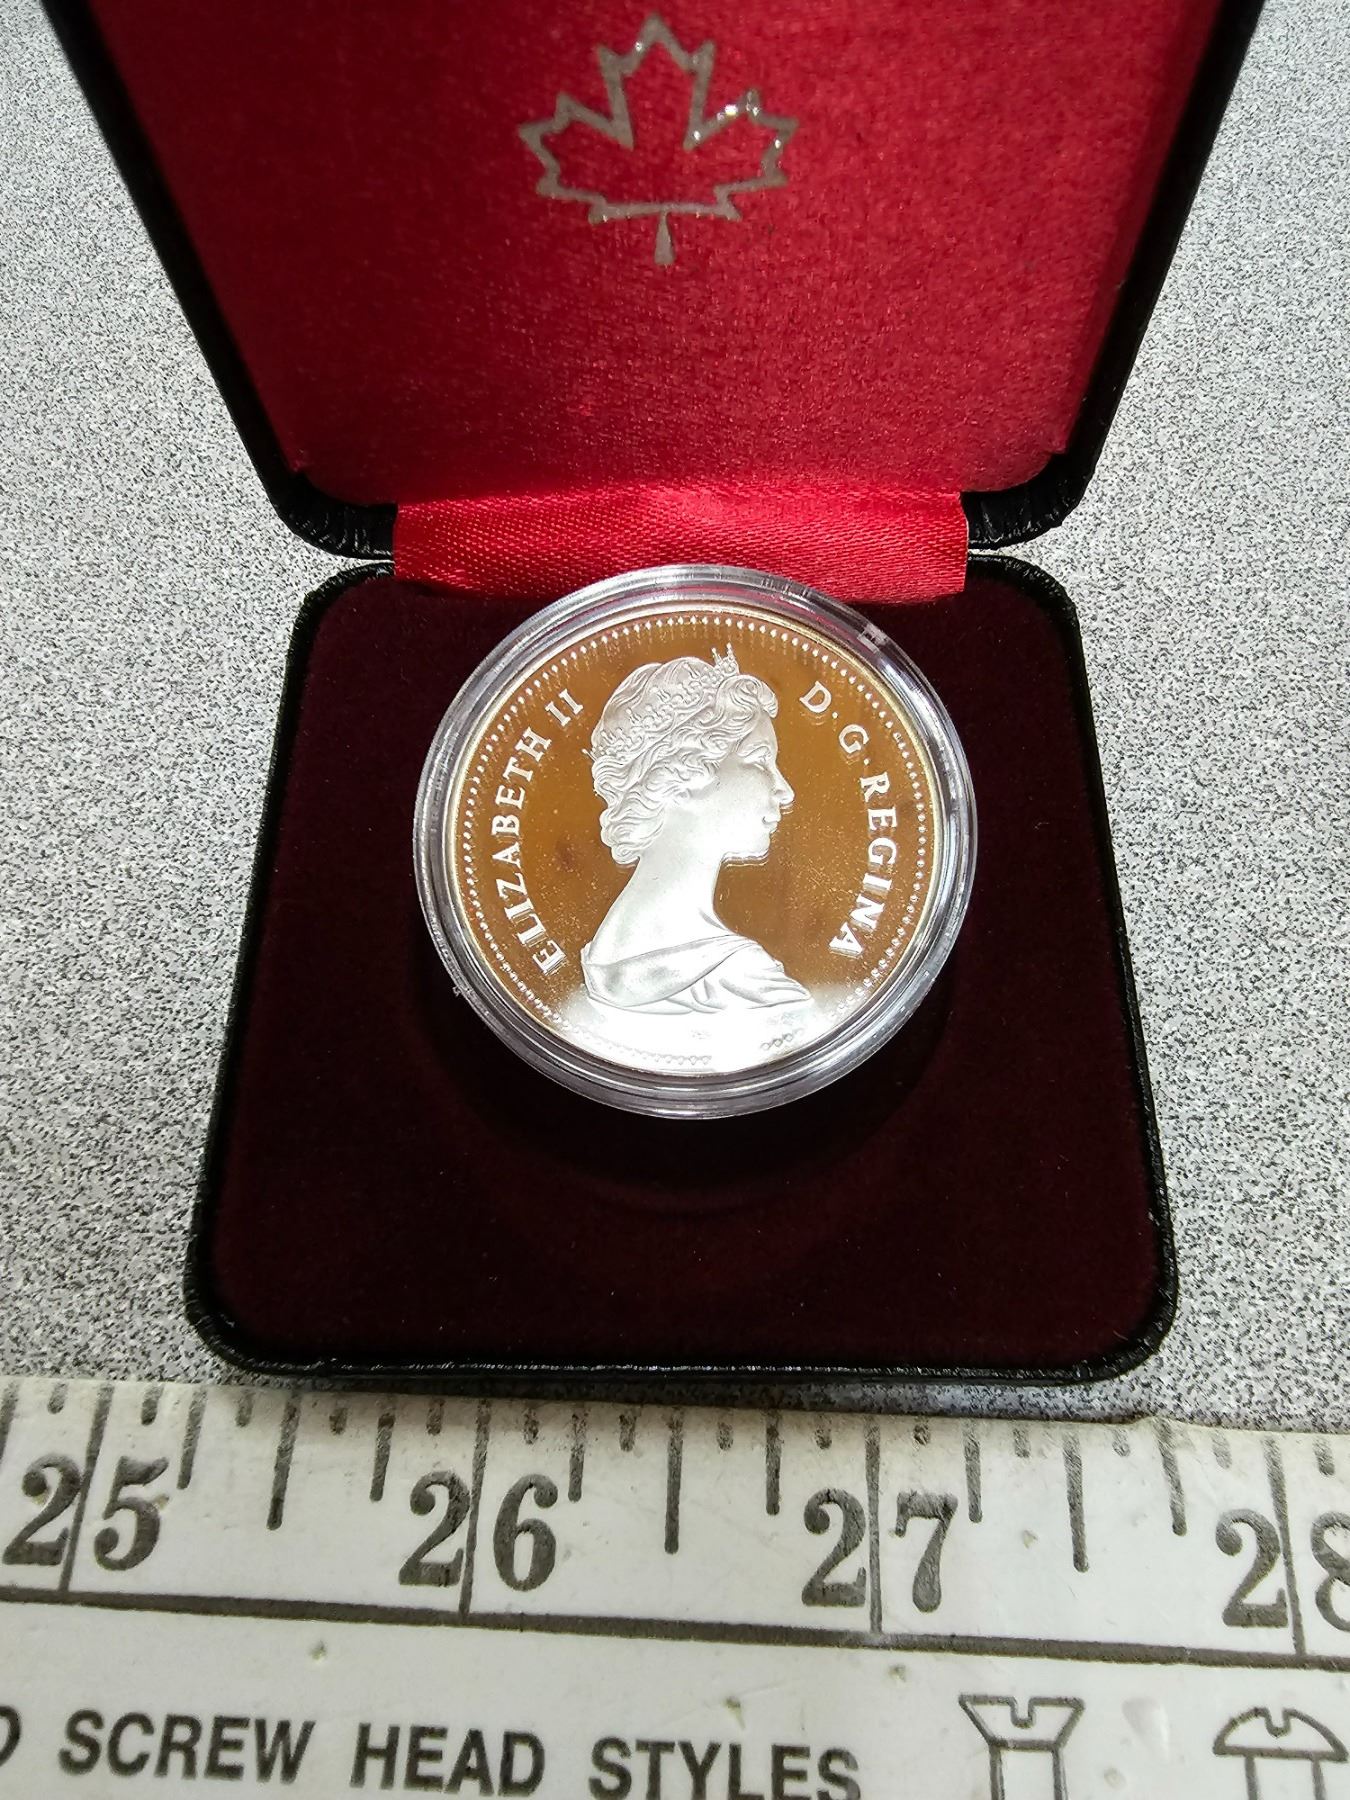 ELIZABETH II D·G·REGINA
25 26 27 28
SCREW HEAD STYLES